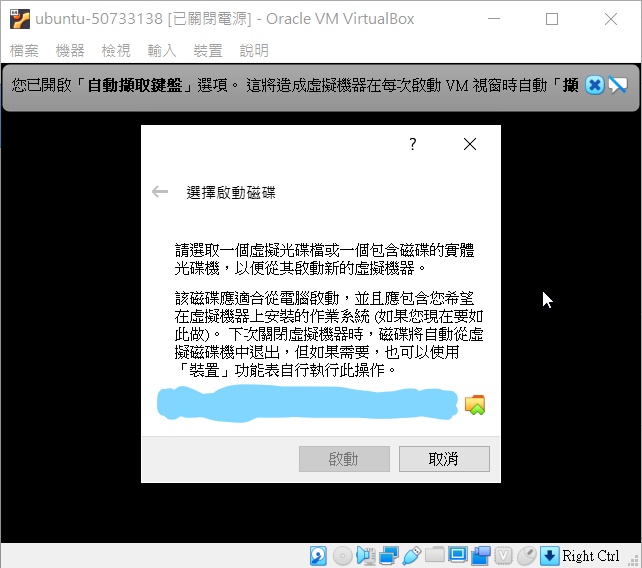 ubuntu-50733138 [已關閉電源] - Oracle VM VirtualBox
檔案 機器 檢視 輸入 裝置 說明
您已開啟「自動擷取鍵盤」選項。 這將造成虛擬機器在每次啟動 VM 視窗時自動「擷
?
選擇啟動磁碟
請選取一個虛擬光碟檔或一個包含磁碟的實體
光碟機，以便從其啟動新的虛擬機器。
該磁碟應適合從電腦啟動，並且應包含您希望
在虛擬機器上安裝的作業系統 (如果您現在要如
此做)。 下次關閉虛擬機器時，磁碟將自動從虛
擬磁碟機中退出，但如果需要，也可以使用
「裝置」功能表自行執行此操作。
啟動 取消
Right Ctrl